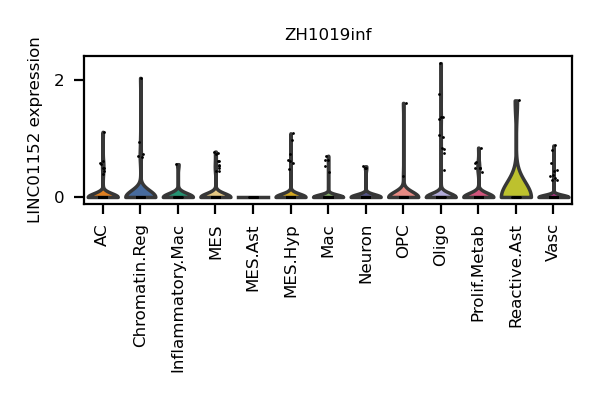 ZH1019inf
LINC01152 expression
2
0
AC
Chromatin.Reg
Inflammatory.Mac
MES
MES.Ast
MES.Hyp
Mac
Neuron
OPC
Oligo
Prolif.Metab
Reactive.Ast
Vasc